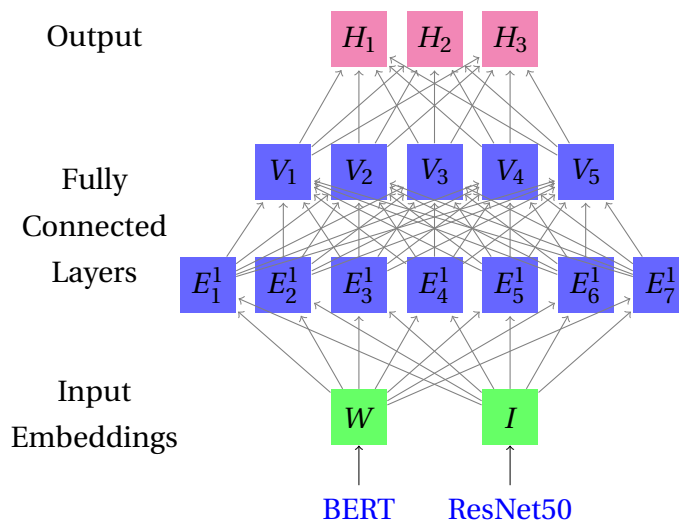 Output H₁ H₂ H₃
Fully
Connected
Layers
V₁ V₂ V₃ V₄ V₅
E₁¹ E₂¹ E₃¹ E₄¹ E₅¹ E₆¹ E₇¹
Input
Embeddings
W I
BERT ResNet50